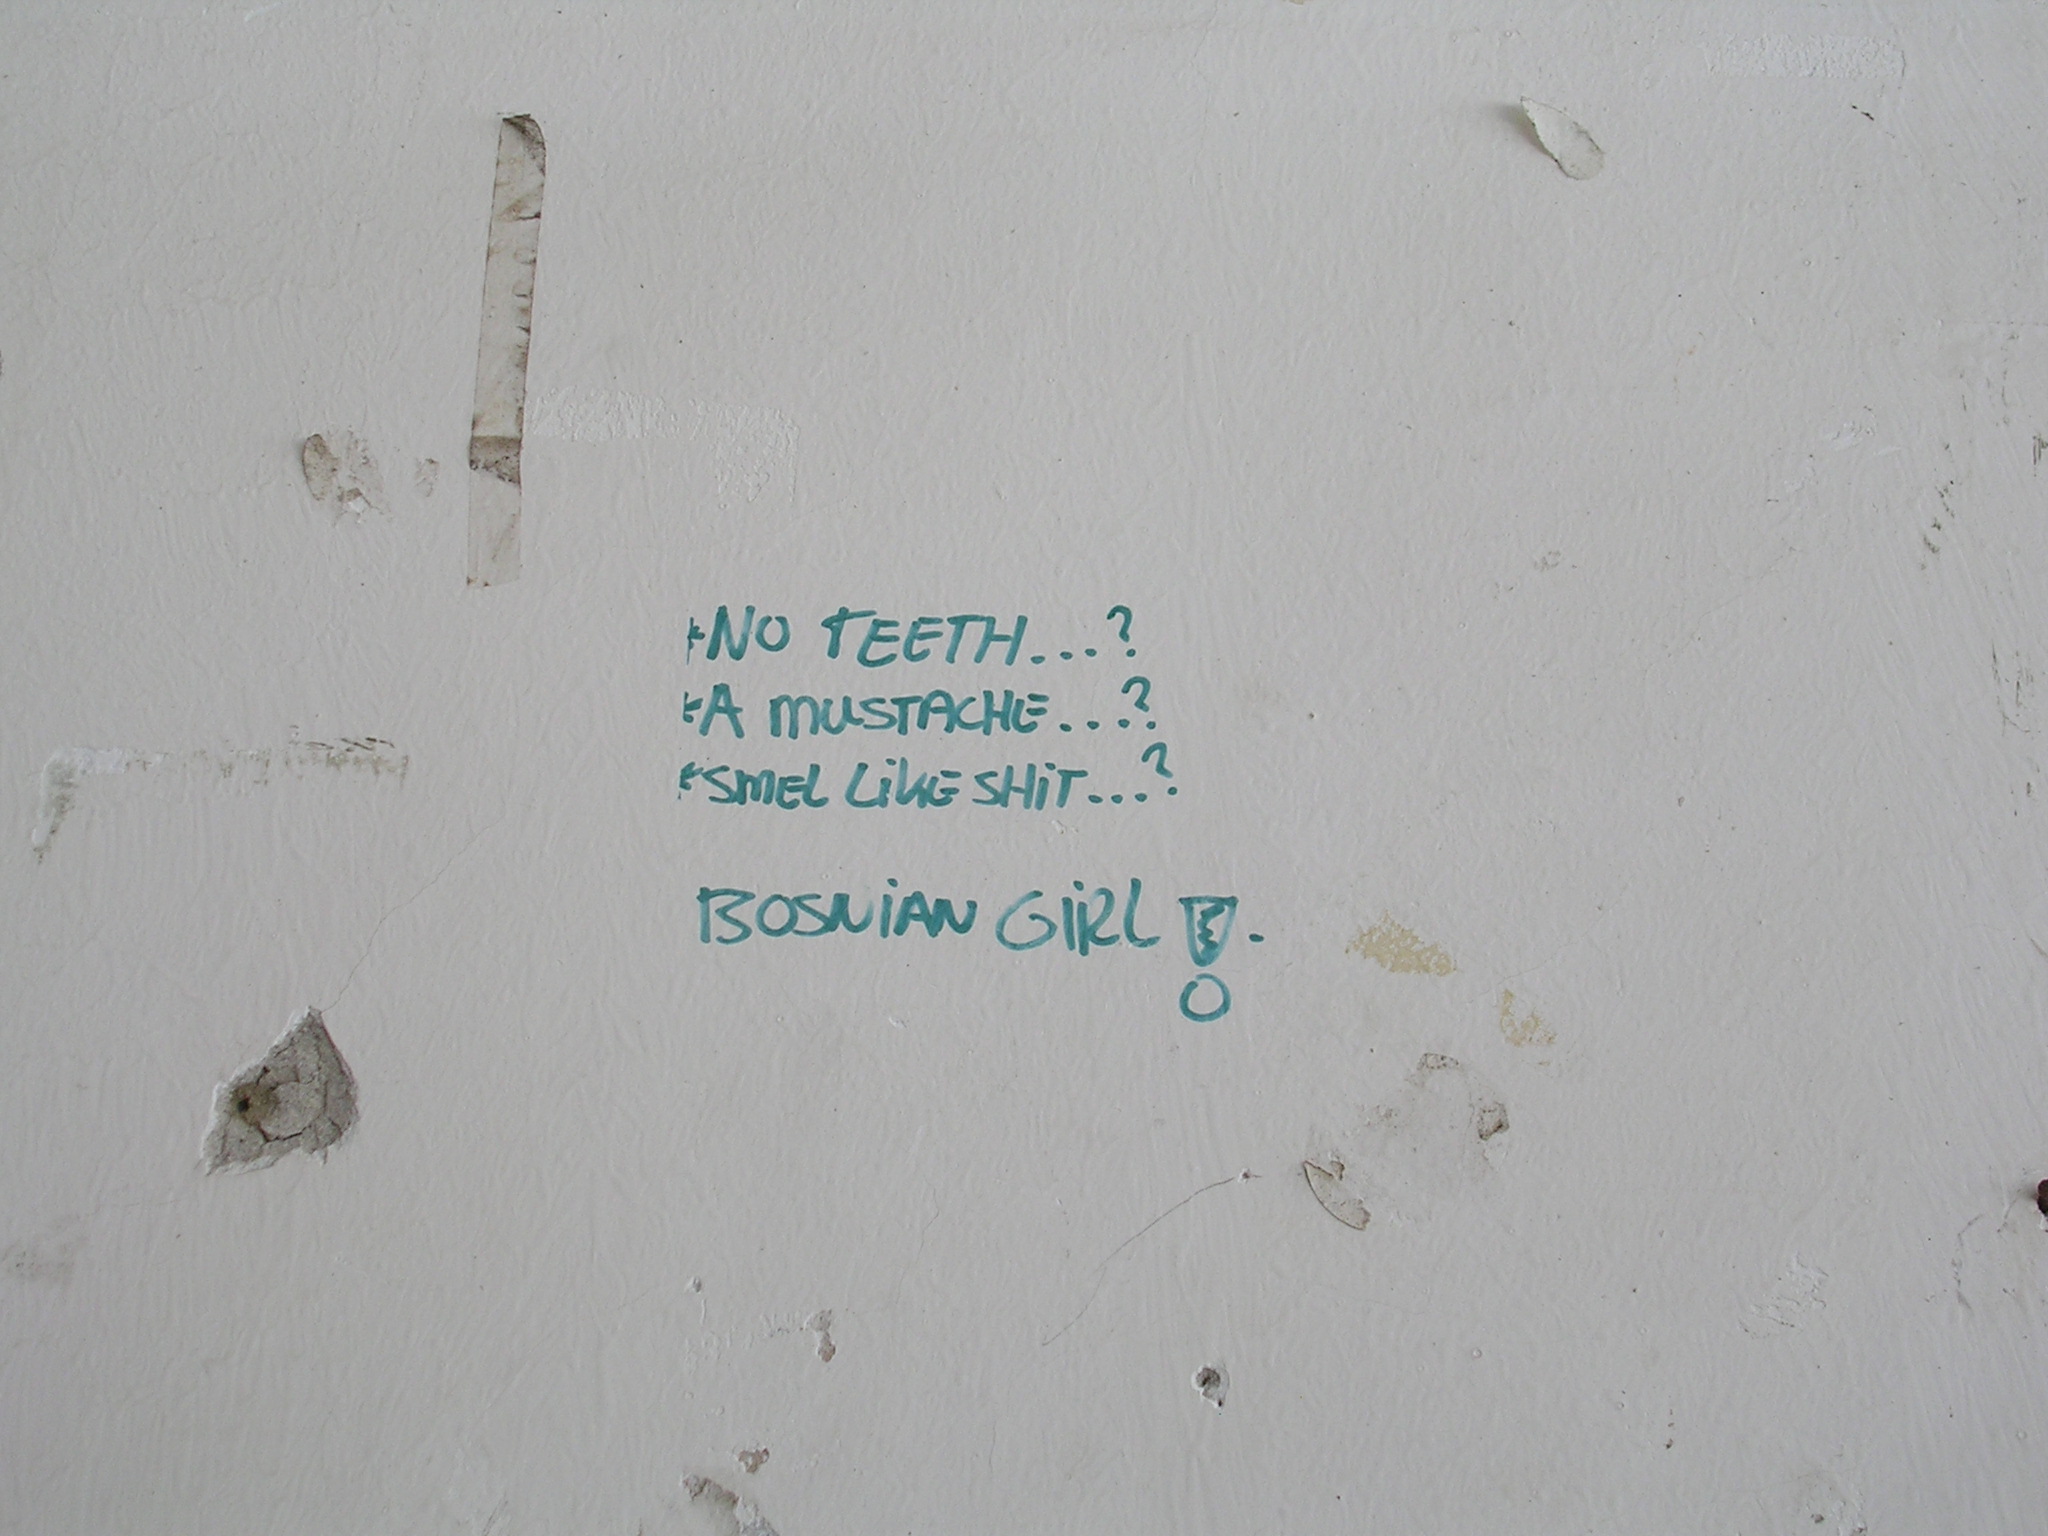 *NO TEETH...?
*A MUSTACHE...?
*SMEL LIKE SHIT...?
BOSNIAN GIRL!.